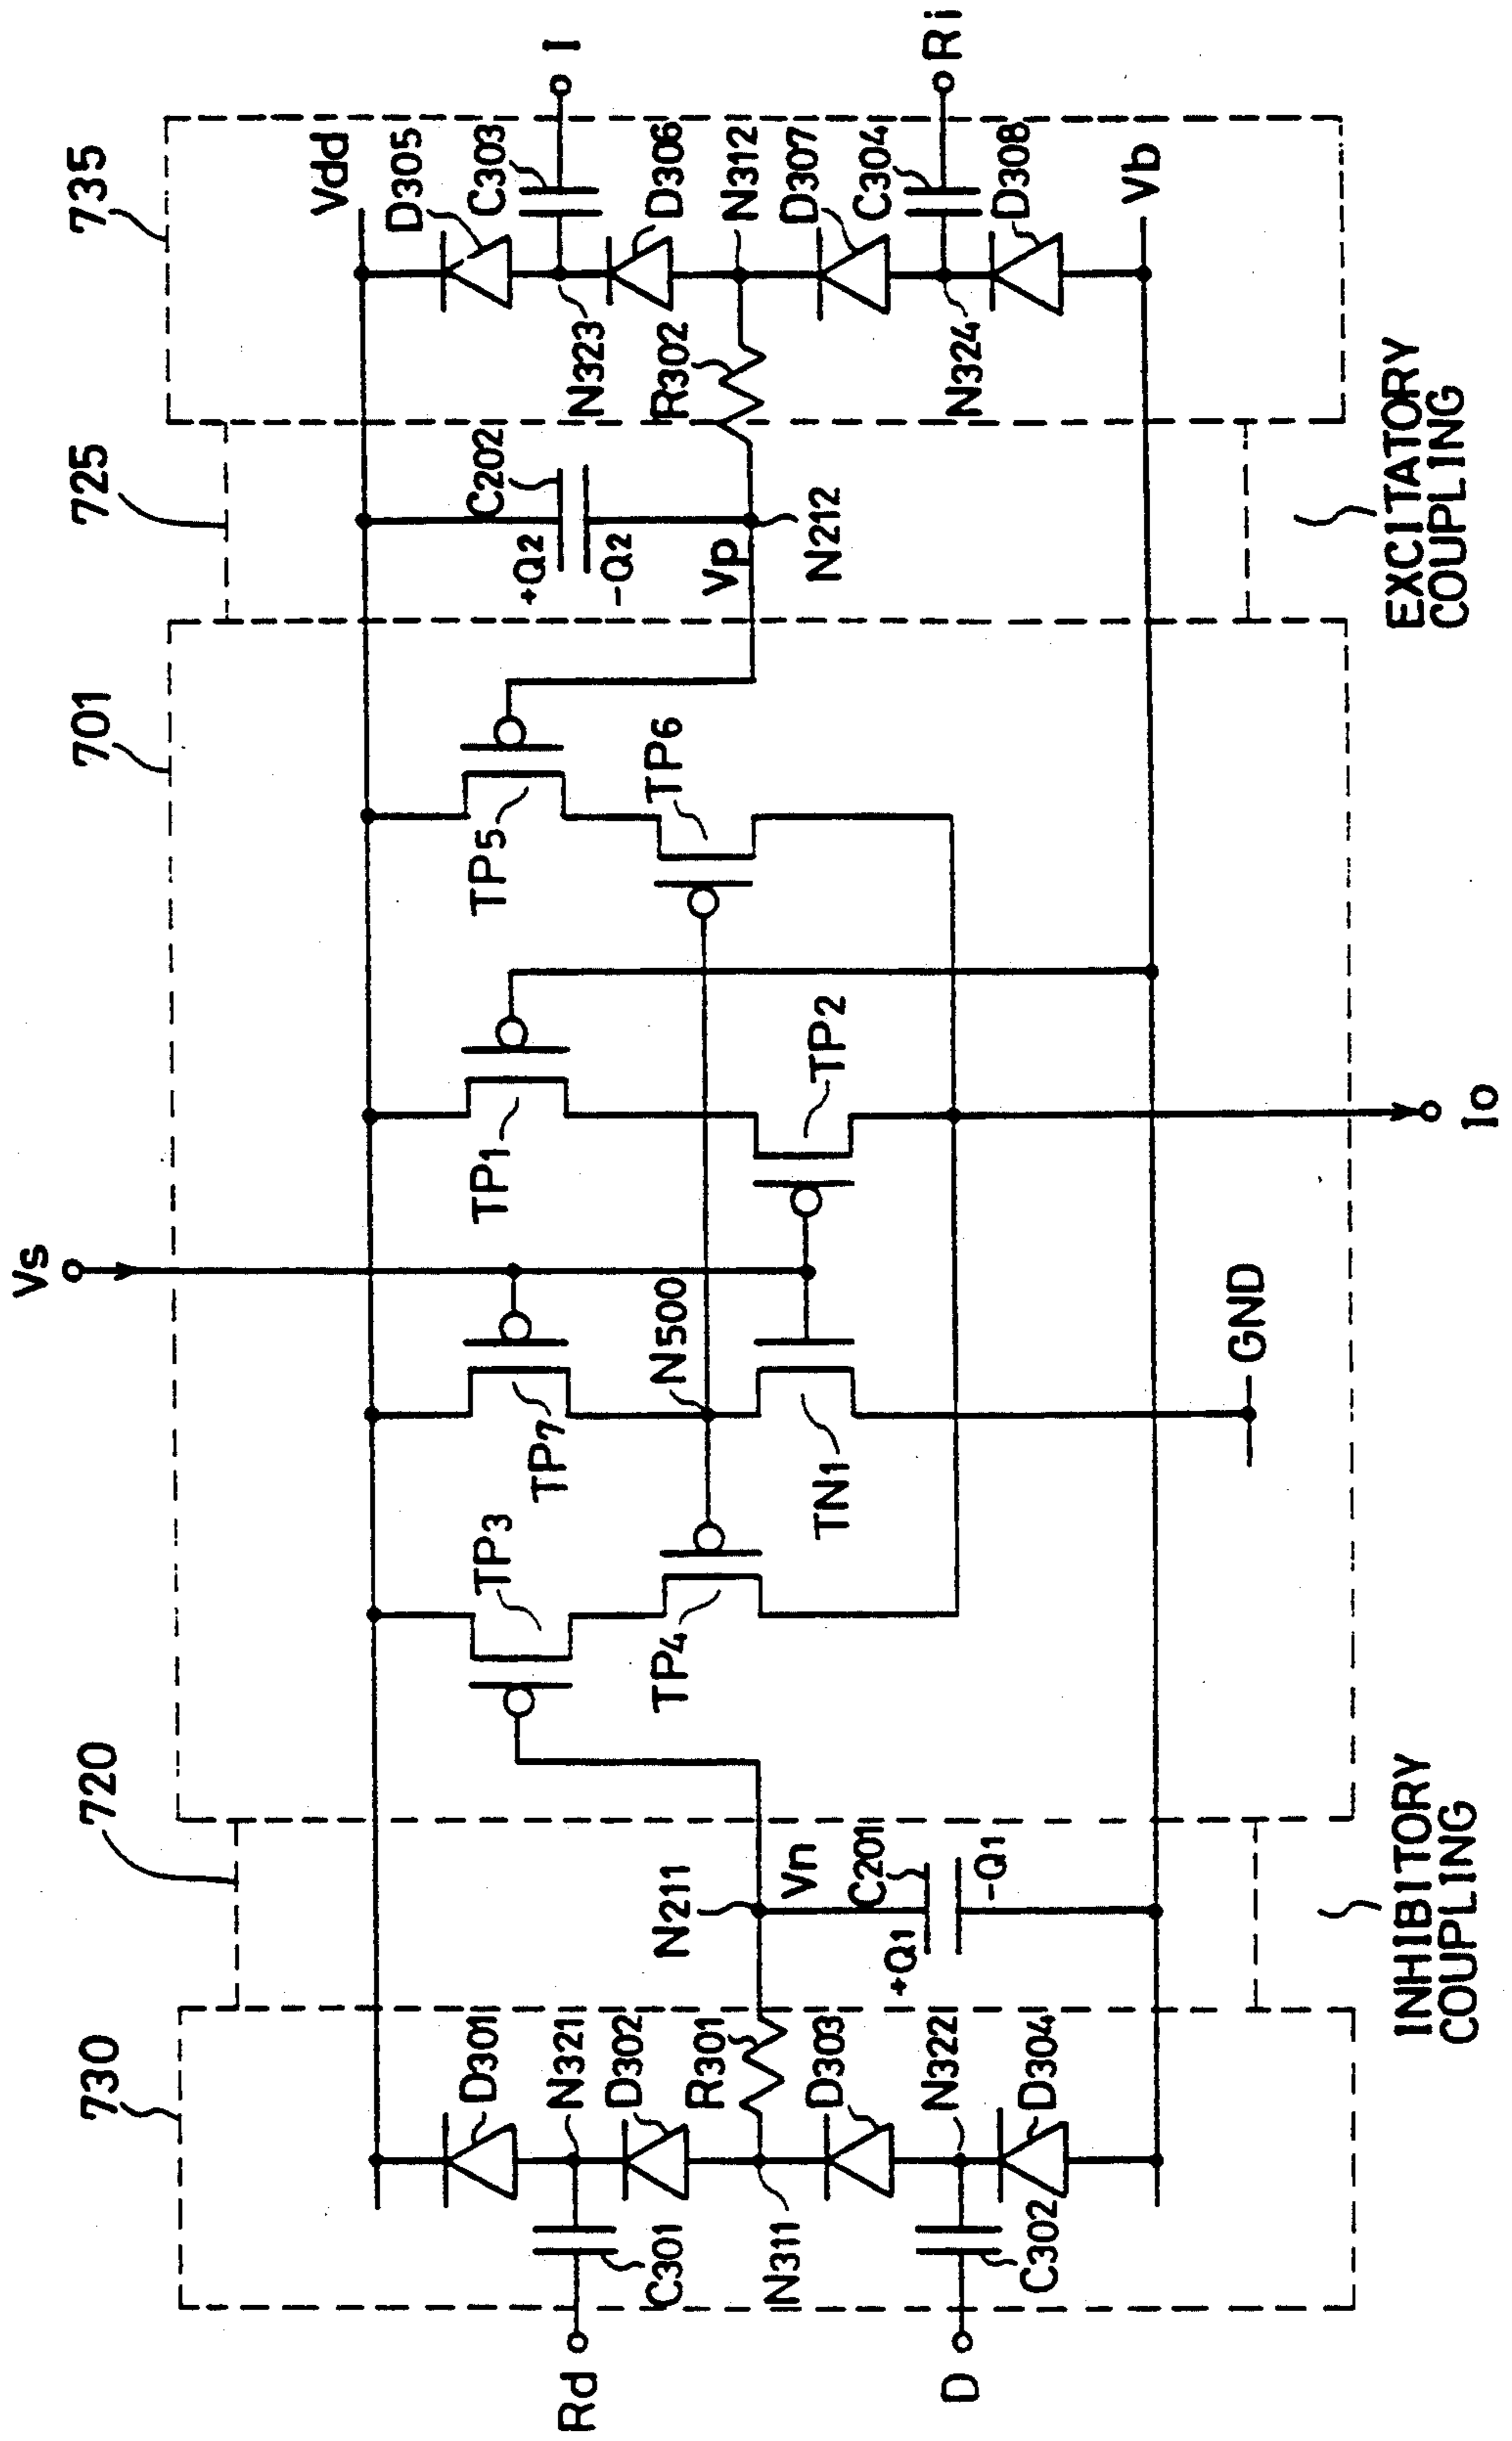 730
720
701
725
735
Vs
Vdd
D301
N321
D302
R301
N311
D303
N322
D304
C301
C302
Rd
D
N211
Vn
C201
+Q1
-Q1
TP3
TP4
TP7
N500
TN1
GND
TP1
TP2
TP5
TP6
Io
C202
+Q2
-Q2
Vp
N212
D305
C303
N323
D306
R302
N312
D307
C304
N324
D308
Vb
I
Ri
INHIBITORY
COUPLING
EXCITATORY
COUPLING